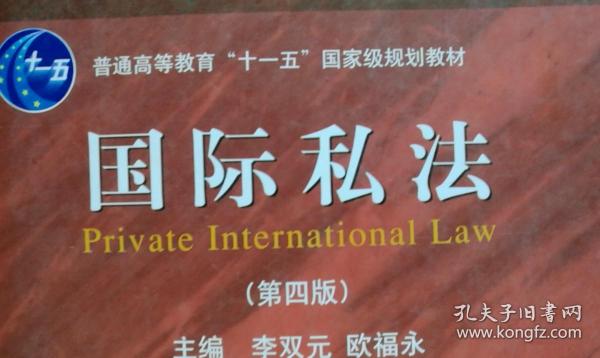 十一五
普通高等教育“十一五”国家级规划教材
国际私法
Private International Law
(第四版)
主编 李双元 欧福永
孔夫子旧书网
www.kongfz.com